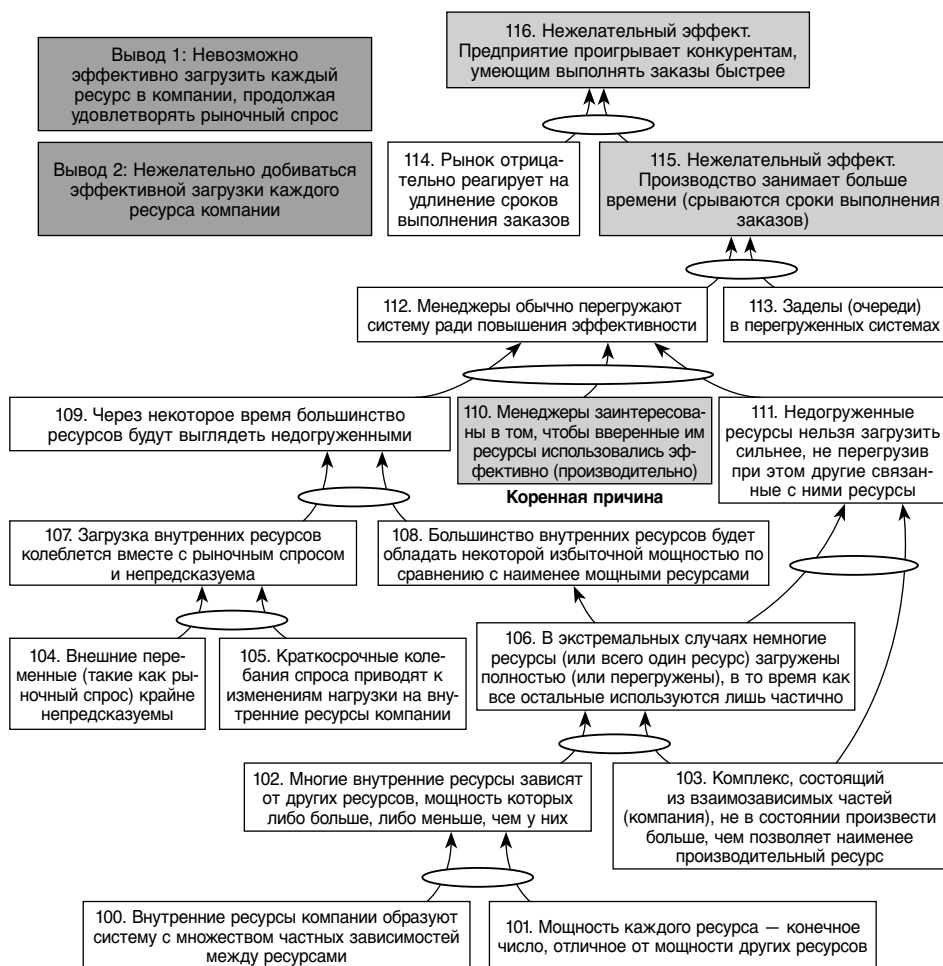 Вывод 1: Невозможно
эффективно загрузить каждый
ресурс в компании, продолжая
удовлетворять рыночный спрос
Вывод 2: Нежелательно добиваться
эффективной загрузки каждого
ресурса компании
116. Нежелательный эффект.
Предприятие проигрывает конкурентам,
умеющим выполнять заказы быстрее
114. Рынок отрица-
тельно реагирует на
удлинение сроков
выполнения заказов
115. Нежелательный эффект.
Производство занимает больше
времени (срываются сроки выполнения
заказов)
112. Менеджеры обычно перегружают
систему ради повышения эффективности
113. Заделы (очереди)
в перегруженных системах
109. Через некоторое время большинство
ресурсов будут выглядеть недогруженными
110. Менеджеры заинтересова-
ны в том, чтобы вверенные им
ресурсы использовались эф-
фективно (производительно)
Коренная причина
111. Недогруженные
ресурсы нельзя загрузить
сильнее, не перегрузив
при этом другие связан-
ные с ними ресурсы
107. Загрузка внутренних ресурсов
колеблется вместе с рыночным спросом
и непредсказуема
108. Большинство внутренних ресурсов будет
обладать некоторой избыточной мощностью по
сравнению с наименее мощными ресурсами
104. Внешние пере-
менные (такие как ры-
ночный спрос) крайне
непредсказуемы
105. Краткосрочные коле-
бания спроса приводят к
изменениям нагрузки на вну-
тренние ресурсы компании
106. В экстремальных случаях немногие
ресурсы (или всего один ресурс) загружены
полностью (или перегружены), в то время как
все остальные используются лишь частично
102. Многие внутренние ресурсы зависят
от других ресурсов, мощность которых
либо больше, либо меньше, чем у них
103. Комплекс, состоящий
из взаимозависимых частей
(компания), не в состоянии произвести
больше, чем позволяет наименее
производительный ресурс
100. Внутренние ресурсы компании образуют
систему с множеством частных зависимостей
между ресурсами
101. Мощность каждого ресурса — конечное
число, отличное от мощности других ресурсов